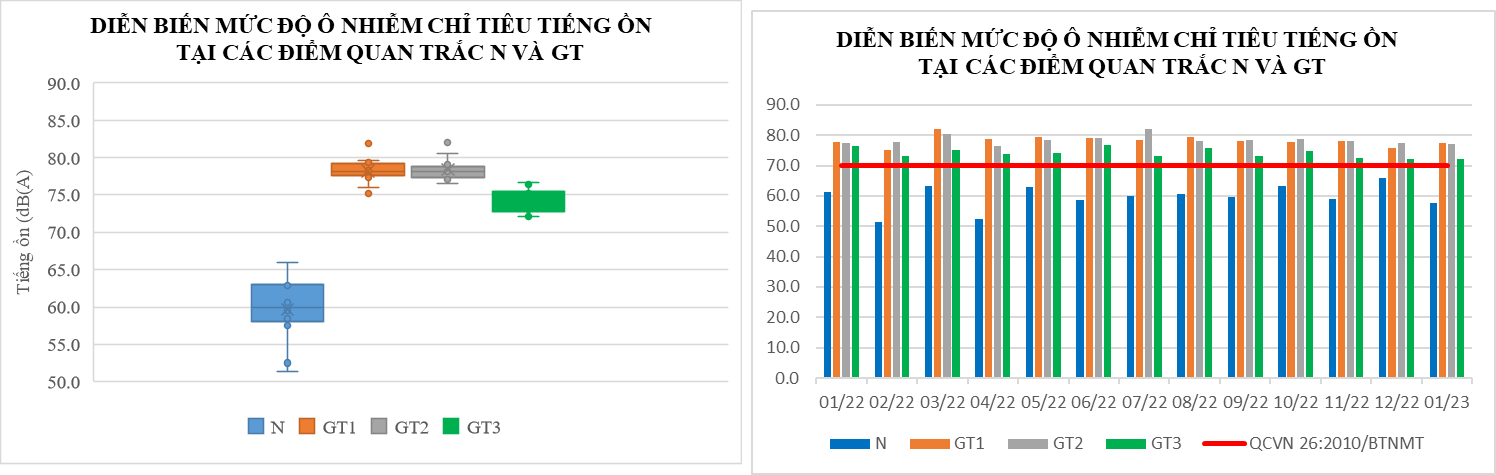 DIỄN BIẾN MỨC ĐỘ Ô NHIỄM CHỈ TIÊU TIẾNG ỒN
TẠI CÁC ĐIỂM QUAN TRẮC N VÀ GT
90.0
85.0
80.0
75.0
70.0
65.0
60.0
55.0
50.0
Tiếng ồn (dB(A)
N GT1 GT2 GT3
DIỄN BIẾN MỨC ĐỘ Ô NHIỄM CHỈ TIÊU TIẾNG ỒN
TẠI CÁC ĐIỂM QUAN TRẮC N VÀ GT
90.0
80.0
70.0
60.0
50.0
40.0
30.0
20.0
10.0
0.0
01/22 02/22 03/22 04/22 05/22 06/22 07/22 08/22 09/22 10/22 11/22 12/22 01/23
N GT1 GT2 GT3 QCVN 26:2010/BTNMT